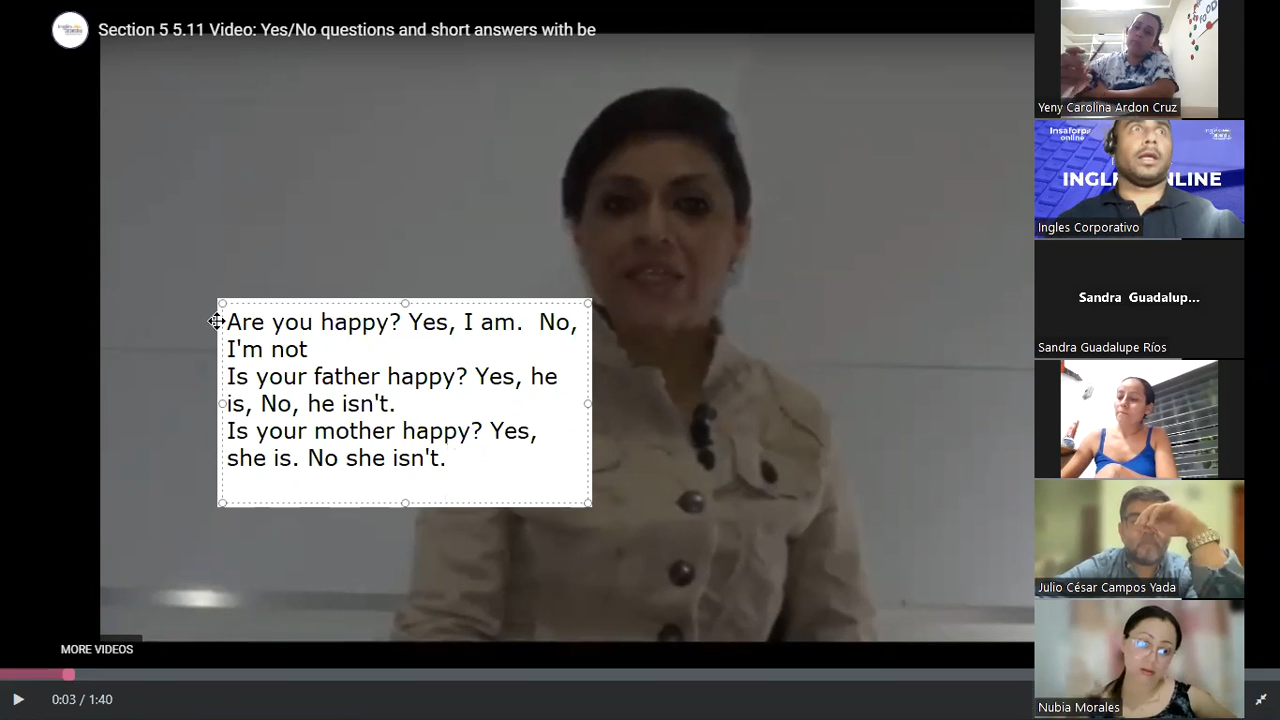 Section 5 5.11 Video: Yes/No questions and short answers with be
Are you happy? Yes, I am.  No,
I'm not
Is your father happy? Yes, he
is, No, he isn't.
Is your mother happy? Yes,
she is. No she isn't.
MORE VIDEOS
0:03 / 1:40
Yeny Carolina Ardon Cruz
Insaforp
online
Ingles Corporativo
Sandra Guadalup...
Sandra Guadalupe Ríos
Julio César Campos Yada
Nubia Morales